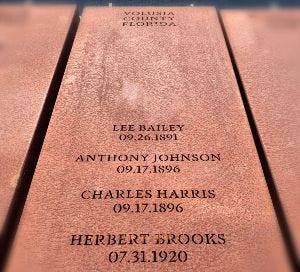 VOLUSIA
COUNTY
FLORIDA
LEE BAILEY
09.26.1891
ANTHONY JOHNSON
09.17.1896
CHARLES HARRIS
09.17.1896
HERBERT BROOKS
07.31.1920